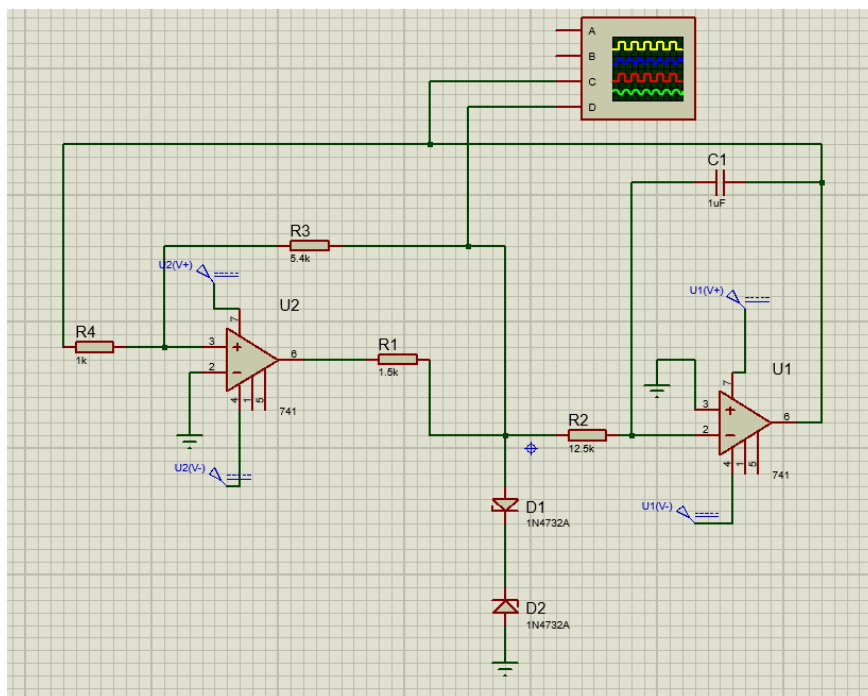 A
B
C
D
C1
1uF
R3
5.4k
U2(V+)
U1(V+)
U2
R4
1k
7
3
2
6
4
1
5
741
R1
1.5k
U1
7
3
2
6
4
1
5
741
R2
12.5k
U2(V-)
U1(V-)
D1
1N4732A
D2
1N4732A